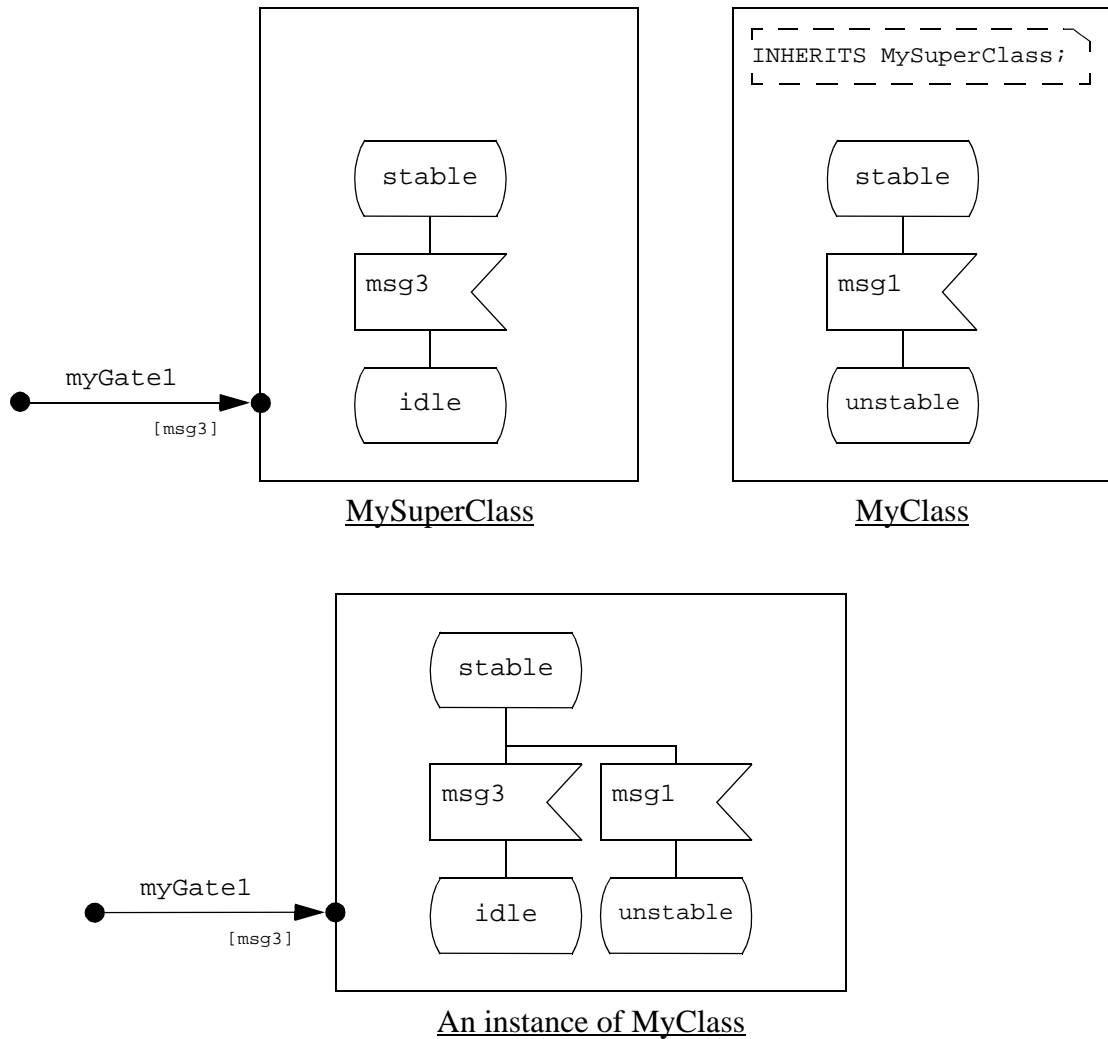 INHERITS MySuperClass;
stable
stable
msg3
msg1
myGate1
idle
unstable
[msg3]
MySuperClass
MyClass
stable
msg3
msg1
myGate1
idle
unstable
[msg3]
An instance of MyClass